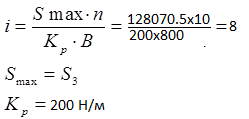 i = S max·n / K_p · B = 128070.5x10 / 200x800 = 8
.
S_max = S_3
K_p = 200 Н/м